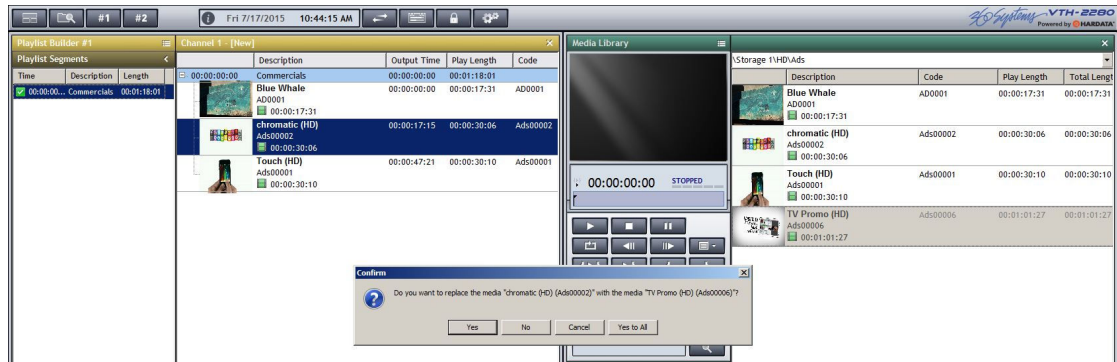 #1 #2 Fri 7/17/2015 10:44:15 AM 360 Systems VTH-2280
Powered by HARDATA
Playlist Builder #1
Playlist Segments
Time Description Length
00:00:00... Commercials 00:01:18:01
Channel 1 - [New]
Description Output Time Play Length Code
00:00:00:00 Commercials 00:00:00:00 00:01:18:01
Blue Whale 00:00:00:00 00:00:17:31 AD0001
AD0001
00:00:17:31
chromatic (HD) 00:00:17:15 00:00:30:06 Ads00002
Ads00002
00:00:30:06
Touch (HD) 00:00:47:21 00:00:30:10 Ads00001
Ads00001
00:00:30:10
Media Library
00:00:00:00 STOPPED
\Storage 1\HD\Ads
Description Code Play Length Total Lengt
Blue Whale AD0001 00:00:17:31 00:00:17:31
AD0001
00:00:17:31
chromatic (HD) Ads00002 00:00:30:06 00:00:30:06
Ads00002
00:00:30:06
Touch (HD) Ads00001 00:00:30:10 00:00:30:10
Ads00001
00:00:30:10
TV Promo (HD) Ads00006 00:01:01:27 00:01:01:27
Ads00006
00:01:01:27
Confirm
Do you want to replace the media "chromatic (HD) (Ads00002)" with the media "TV Promo (HD) (Ads00006)"?
Yes No Cancel Yes to All